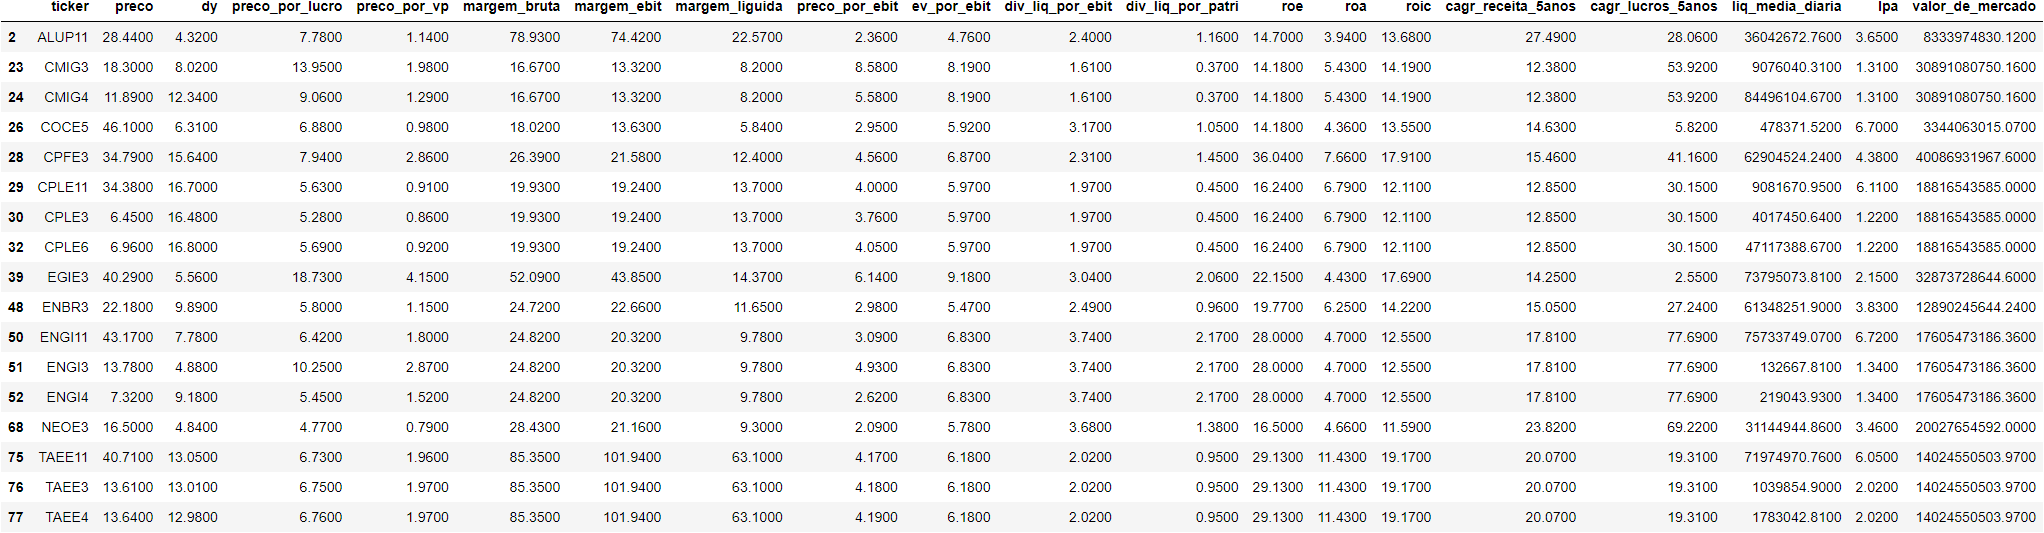 ticker preco dy preco_por_lucro preco_por_vp margem_bruta margem_ebit margem_liguida preco_por_ebit ev_por_ebit div_liq_por_ebit div_liq_por_patri roe roa roic cagr_receita_5anos cagr_lucros_5anos liq_media_diaria lpa valor_de_mercado
2 ALUP11 28.4400 4.3200 7.7800 1.1400 78.9300 74.4200 22.5700 2.3600 4.7600 2.4000 1.1600 14.7000 3.9400 13.6800 27.4900 28.0600 36042672.7600 3.6500 8333974830.1200
23 CMIG3 18.3000 8.0200 13.9500 1.9800 16.6700 13.3200 8.2000 8.5800 8.1900 1.6100 0.3700 14.1800 5.4300 14.1900 12.3800 53.9200 9076040.3100 1.3100 30891080750.1600
24 CMIG4 11.8900 12.3400 9.0600 1.2900 16.6700 13.3200 8.2000 5.5800 8.1900 1.6100 0.3700 14.1800 5.4300 14.1900 12.3800 53.9200 84496104.6700 1.3100 30891080750.1600
26 COCE5 46.1000 6.3100 6.8800 0.9800 18.0200 13.6300 5.8400 2.9500 5.9200 3.1700 1.0500 14.1800 4.3600 13.5500 14.6300 5.8200 478371.5200 6.7000 3344063015.0700
28 CPFE3 34.7900 15.6400 7.9400 2.8600 26.3900 21.5800 12.4000 4.5600 6.8700 2.3100 1.4500 36.0400 7.6600 17.9100 15.4600 41.1600 62904524.2400 4.3800 40086931967.6000
29 CPLE11 34.3800 16.7000 5.6300 0.9100 19.9300 19.2400 13.7000 4.0000 5.9700 1.9700 0.4500 16.2400 6.7900 12.1100 12.8500 30.1500 9081670.9500 6.1100 18816543585.0000
30 CPLE3 6.4500 16.4800 5.2800 0.8600 19.9300 19.2400 13.7000 3.7600 5.9700 1.9700 0.4500 16.2400 6.7900 12.1100 12.8500 30.1500 4017450.6400 1.2200 18816543585.0000
32 CPLE6 6.9600 16.8000 5.6900 0.9200 19.9300 19.2400 13.7000 4.0500 5.9700 1.9700 0.4500 16.2400 6.7900 12.1100 12.8500 30.1500 47117388.6700 1.2200 18816543585.0000
39 EGIE3 40.2900 5.5600 18.7300 4.1500 52.0900 43.8500 14.3700 6.1400 9.1800 3.0400 2.0600 22.1500 4.4300 17.6900 14.2500 2.5500 73795073.8100 2.1500 32873728644.6000
48 ENBR3 22.1800 9.8900 5.8000 1.1500 24.7200 22.6600 11.6500 2.9800 5.4700 2.4900 0.9600 19.7700 6.2500 14.2200 15.0500 27.2400 61348251.9000 3.8300 12890245644.2400
50 ENGI11 43.1700 7.7800 6.4200 1.8000 24.8200 20.3200 9.7800 3.0900 6.8300 3.7400 2.1700 28.0000 4.7000 12.5500 17.8100 77.6900 75733749.0700 6.7200 17605473186.3600
51 ENGI3 13.7800 4.8800 10.2500 2.8700 24.8200 20.3200 9.7800 4.9300 6.8300 3.7400 2.1700 28.0000 4.7000 12.5500 17.8100 77.6900 132667.8100 1.3400 17605473186.3600
52 ENGI4 7.3200 9.1800 5.4500 1.5200 24.8200 20.3200 9.7800 2.6200 6.8300 3.7400 2.1700 28.0000 4.7000 12.5500 17.8100 77.6900 219043.9300 1.3400 17605473186.3600
68 NEOE3 16.5000 4.8400 4.7700 0.7900 28.4300 21.1600 9.3000 2.0900 5.7800 3.6800 1.3800 16.5000 4.6600 11.5900 23.8200 69.2200 31144944.8600 3.4600 20027654592.0000
75 TAEE11 40.7100 13.0500 6.7300 1.9600 85.3500 101.9400 63.1000 4.1700 6.1800 2.0200 0.9500 29.1300 11.4300 19.1700 20.0700 19.3100 71974970.7600 6.0500 14024550503.9700
76 TAEE3 13.6100 13.0100 6.7500 1.9700 85.3500 101.9400 63.1000 4.1800 6.1800 2.0200 0.9500 29.1300 11.4300 19.1700 20.0700 19.3100 1039854.9000 2.0200 14024550503.9700
77 TAEE4 13.6400 12.9800 6.7600 1.9700 85.3500 101.9400 63.1000 4.1900 6.1800 2.0200 0.9500 29.1300 11.4300 19.1700 20.0700 19.3100 1783042.8100 2.0200 14024550503.9700